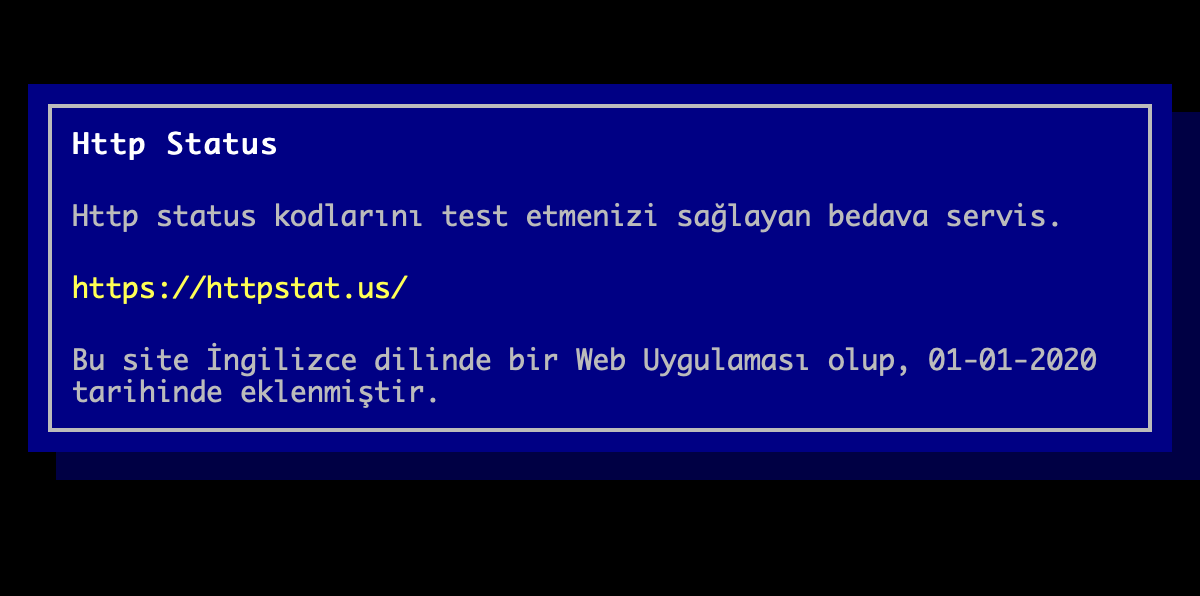 Http Status
Http status kodlarını test etmenizi sağlayan bedava servis.
https://httpstat.us/
Bu site İngilizce dilinde bir Web Uygulaması olup, 01-01-2020
tarihinde eklenmiştir.